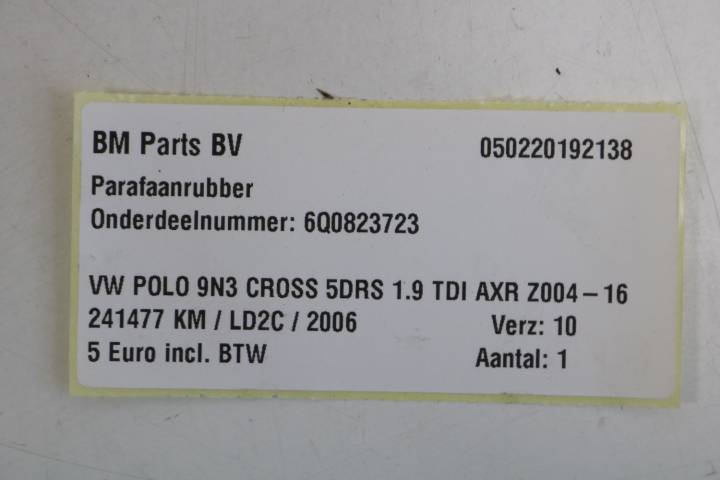 BM Parts BV 050220192138
Parafaanrubber
Onderdeelnummer: 6Q0823723
VW POLO 9N3 CROSS 5DRS 1.9 TDI AXR Z004-16
241477 KM / LD2C / 2006 Verz: 10
5 Euro incl. BTW Aantal: 1